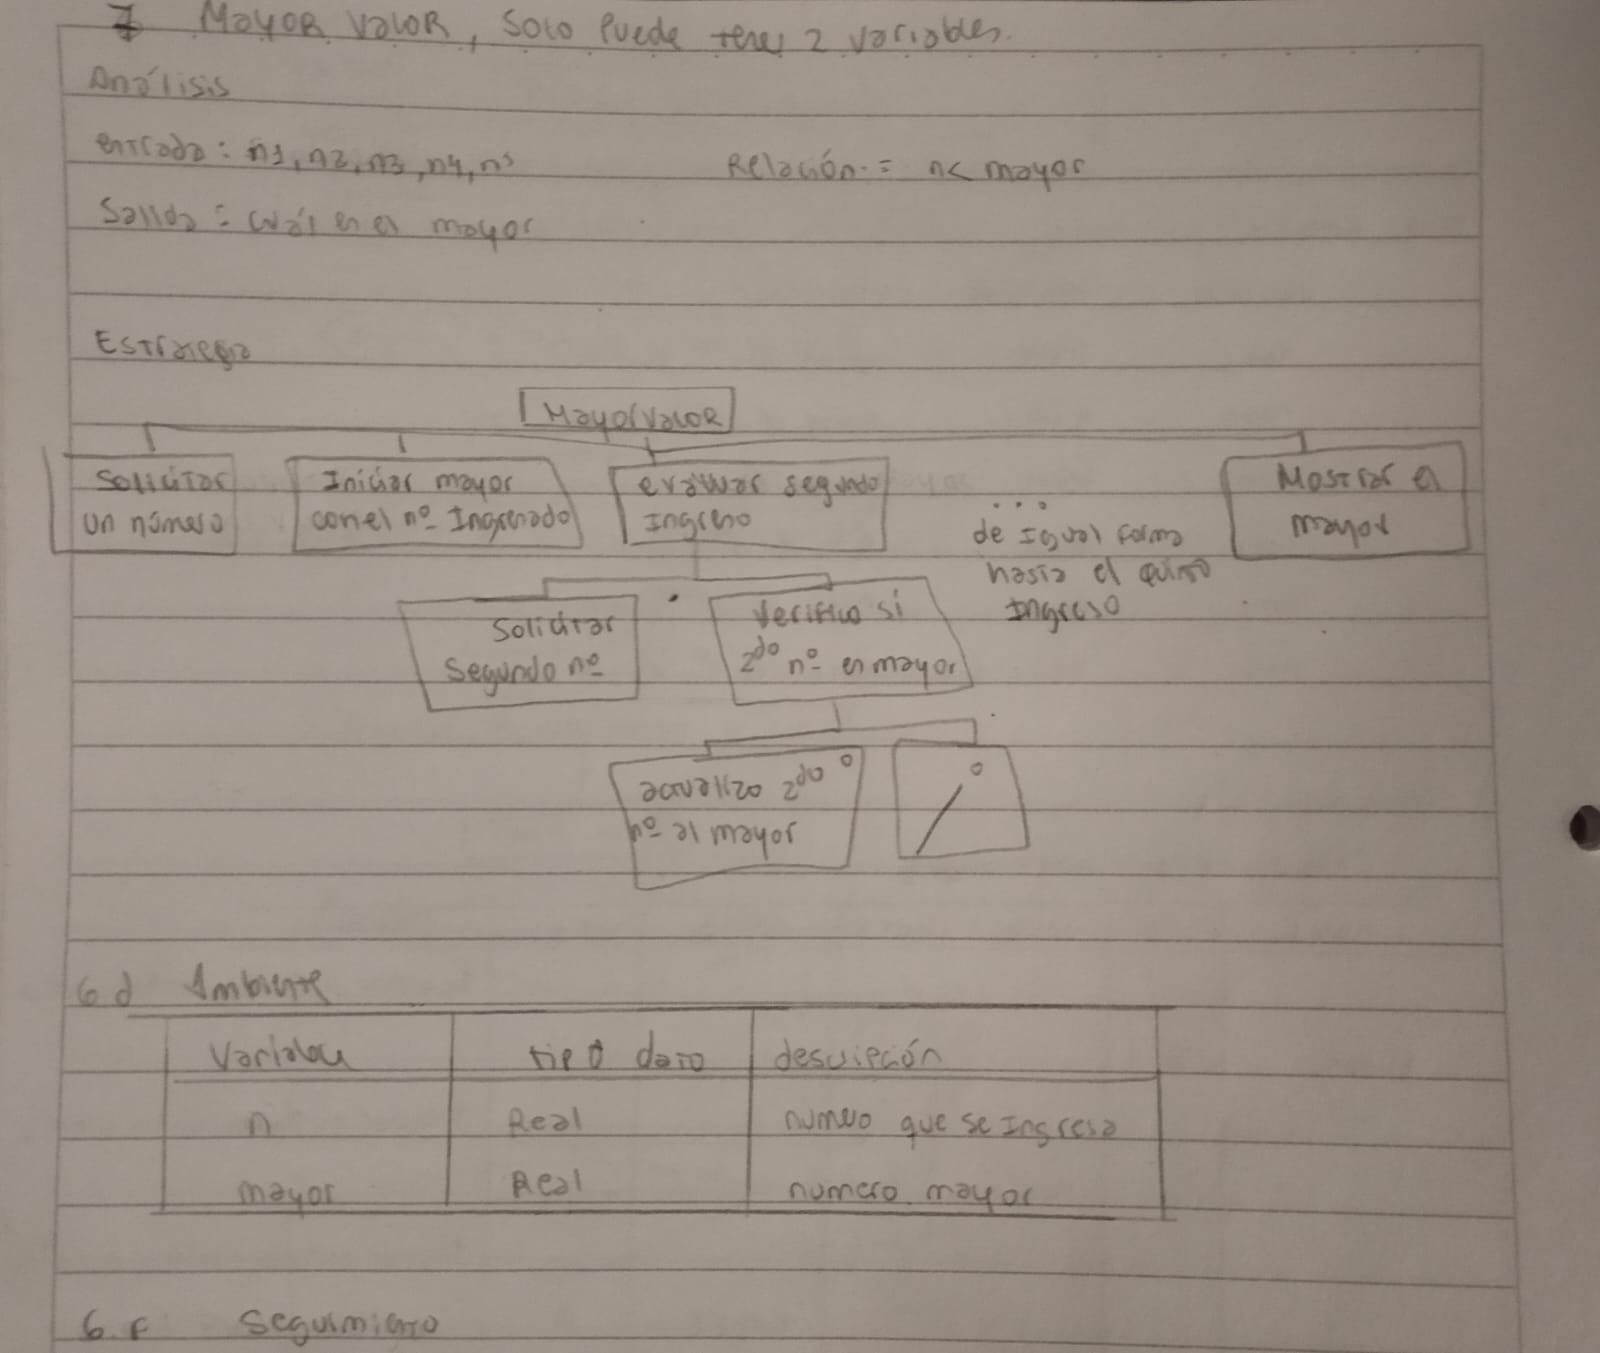 7 Mayor valor, Solo Puede tener 2 variables.
Análisis
entrada: n1, n2, n3, n4, n5
Relación = n< mayor
Salida = cuál es el mayor
Estrategia
Mayor valor
Solicitar
un número
Iniciar mayor
con el nº Ingresado
evaluar segundo
Ingreso
...
de Igual forma
hasta el quinto
Ingreso
Mostrar el
mayor
Solicitar
Segundo nº
Verifico si
2do nº es mayor
actualizo 2do
nº al mayor
6 d Ambiente
Variables tipo dato descripción
n Real numero que se Ingresa
mayor Real numero mayor
6. F Seguimiento